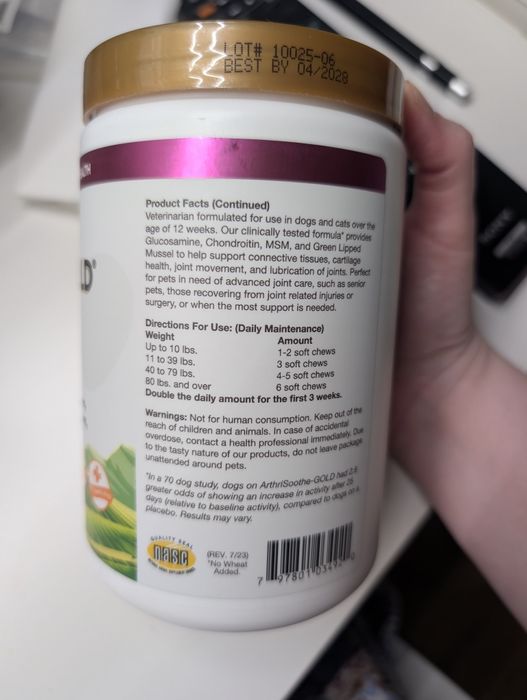 LOT# 10025-06
BEST BY 04/2028
LTH
LD®
Product Facts (Continued)
Veterinarian formulated for use in dogs and cats over the
age of 12 weeks. Our clinically tested formula* provides
Glucosamine, Chondroitin, MSM, and Green Lipped
Mussel to help support connective tissues, cartilage
health, joint movement, and lubrication of joints. Perfect
for pets in need of advanced joint care, such as senior
pets, those recovering from joint related injuries or
surgery, or when the most support is needed.
Directions For Use: (Daily Maintenance)
Weight Amount
Up to 10 lbs. 1-2 soft chews
11 to 39 lbs. 3 soft chews
40 to 79 lbs. 4-5 soft chews
80 lbs. and over 6 soft chews
Double the daily amount for the first 3 weeks.
Warnings: Not for human consumption. Keep out of the
reach of children and animals. In case of accidental
overdose, contact a health professional immediately. Due
to the tasty nature of our products, do not leave package
unattended around pets.
*In a 70 dog study, dogs on ArthriSoothe-GOLD had 2.6
greater odds of showing an increase in activity after 25
days (relative to baseline activity), compared to dogs on a
placebo. Results may vary.
QUALITY SEAL
nasc
(REV. 7/23)
*No Wheat
Added.
7 97801 0349